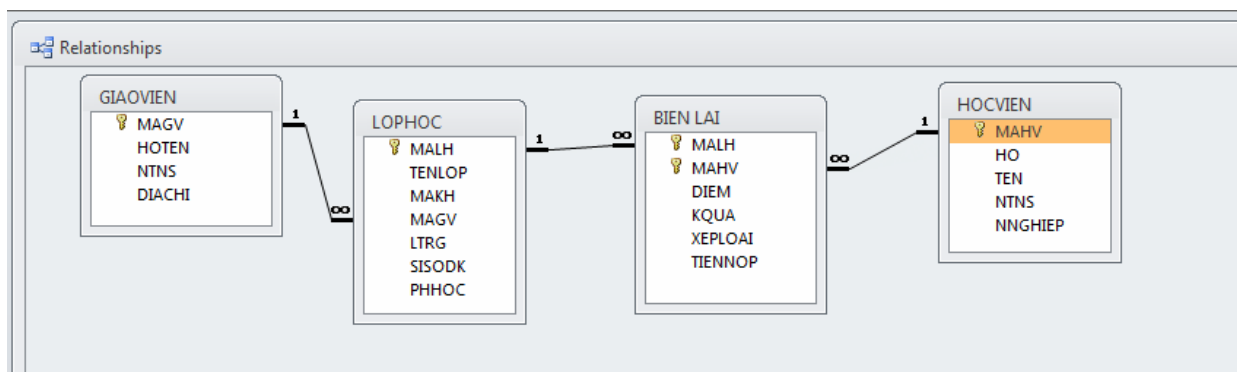 Relationships
GIAOVIEN
MAGV
HOTEN
NTNS
DIACHI
1
∞
LOPHOC
MALH
TENLOP
MAKH
MAGV
LTRG
SISODK
PHHOC
1
∞
BIEN LAI
MALH
MAHV
DIEM
KQUA
XEPLOAI
TIENNOP
∞
1
HOCVIEN
MAHV
HO
TEN
NTNS
NNGHIEP